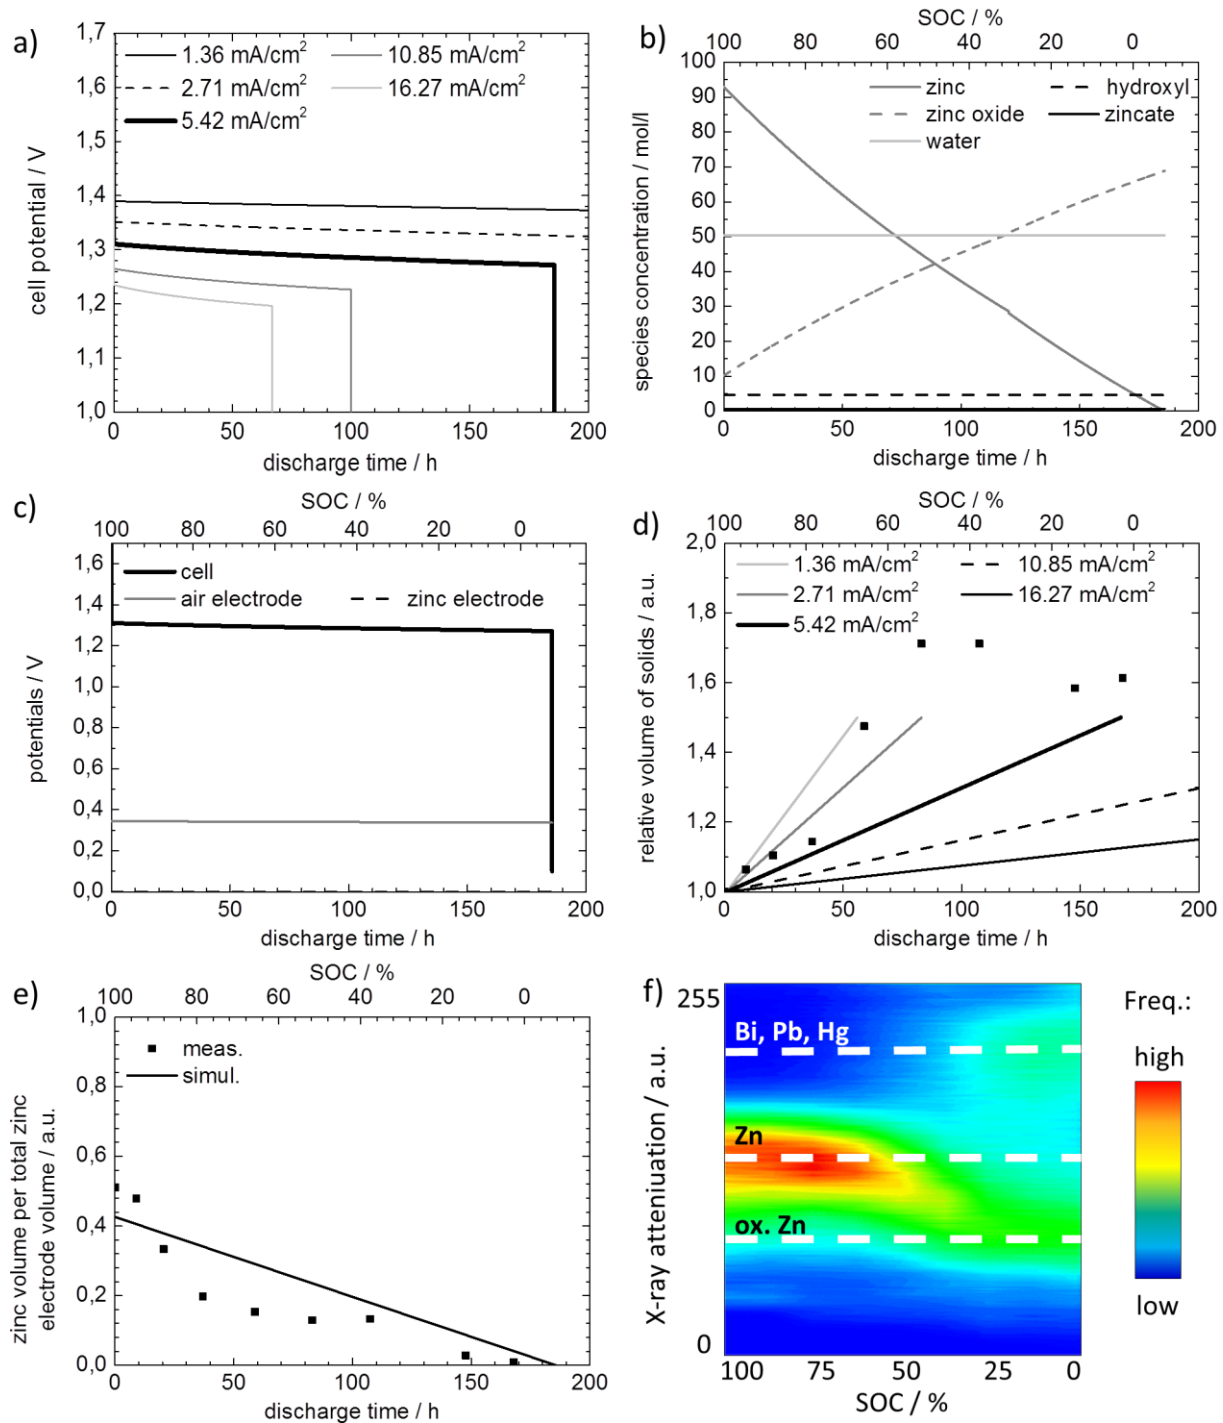 a)
1,7
1,6
1,5
1,4
1,3
1,2
1,1
1,0
cell potential / V
1.36 mA/cm²
10.85 mA/cm²
2.71 mA/cm²
16.27 mA/cm²
5.42 mA/cm²
0 50 100 150 200
discharge time / h
b)
SOC / %
100 80 60 40 20 0
100
90
80
70
60
50
40
30
20
10
0
species concentration / mol/l
zinc
hydroxyl
zinc oxide
zincate
water
0 50 100 150 200
discharge time / h
c)
SOC / %
100 80 60 40 20 0
1.6
1.4
1.2
1.0
0.8
0.6
0.4
0,2
0.0
potentials / V
cell
air electrode
zinc electrode
0 50 100 150 200
discharge time / h
d)
SOC / %
100 80 60 40 20 0
2,0
1,8
1,6
1,4
1,2
1,0
relative volume of solids / a.u.
1.36 mA/cm²
10.85 mA/cm²
2.71 mA/cm²
16.27 mA/cm²
5.42 mA/cm²
0 50 100 150 200
discharge time / h
e)
SOC / %
100 80 60 40 20 0
1,0
0,8
0,6
0,4
0,2
0,0
zinc volume per total zinc
electrode volume / a.u.
meas.
simul.
0 50 100 150 200
discharge time / h
f)
255
0
X-ray atteniuation / a.u.
Bi, Pb, Hg
Zn
ox. Zn
100 75 50 25 0
SOC / %
Freq.:
high
low